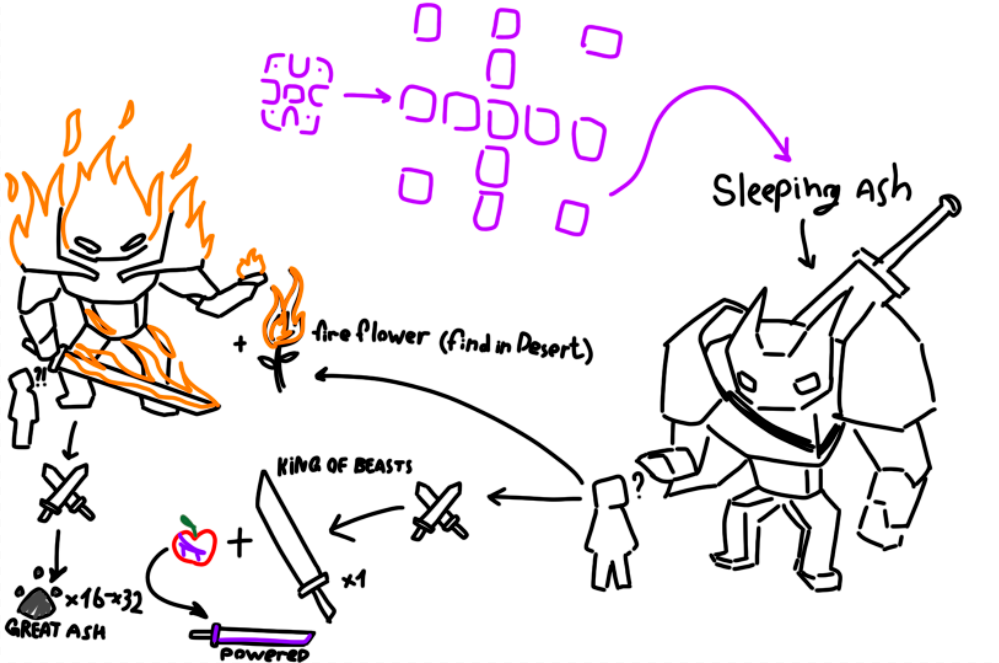 Sleeping Ash
+ fire flower (find in Desert)
?!
KING OF BEASTS
?
+
x1
x16-x32
GREAT ASH
powered